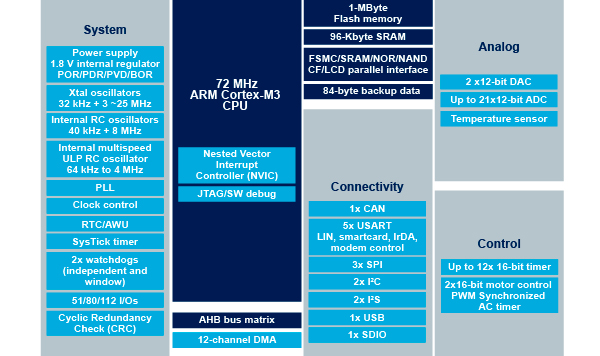 System
Power supply
1.8 V internal regulator
POR/PDR/PVD/BOR
Xtal oscillators
32 kHz + 3 ~25 MHz
Internal RC oscillators
40 kHz + 8 MHz
Internal multispeed
ULP RC oscillator
64 kHz to 4 MHz
PLL
Clock control
RTC/AWU
SysTick timer
2x watchdogs
(independent and
window)
51/80/112 I/Os
Cyclic Redundancy
Check (CRC)
72 MHz
ARM Cortex-M3
CPU
Nested Vector
Interrupt
Controller (NVIC)
JTAG/SW debug
AHB bus matrix
12-channel DMA
1-MByte
Flash memory
96-Kbyte SRAM
FSMC/SRAM/NOR/NAND
CF/LCD parallel interface
84-byte backup data
Connectivity
1x CAN
5x USART
LIN, smartcard, IrDA,
modem control
3x SPI
2x I²C
2x I²S
1x USB
1x SDIO
Analog
2 x12-bit DAC
Up to 21x12-bit ADC
Temperature sensor
Control
Up to 12x 16-bit timer
2x16-bit motor control
PWM Synchronized
AC timer